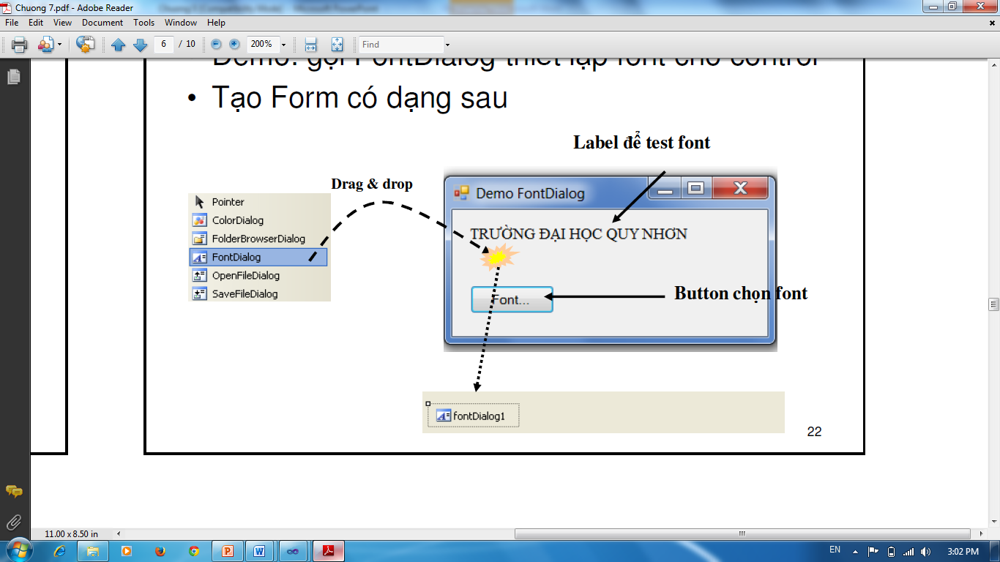 Chuong 7.pdf - Adobe Reader
File Edit View Document Tools Window Help
6 / 10 200% Find
Demo: gọi FontDialog thiết lập font cho control
• Tạo Form có dạng sau
Label để test font
Drag & drop
Pointer
ColorDialog
FolderBrowserDialog
FontDialog
OpenFileDialog
SaveFileDialog
Demo FontDialog
TRƯỜNG ĐẠI HỌC QUY NHƠN
Font...
Button chọn font
fontDialog1
22
11.00 x 8.50 in
EN 3:02 PM